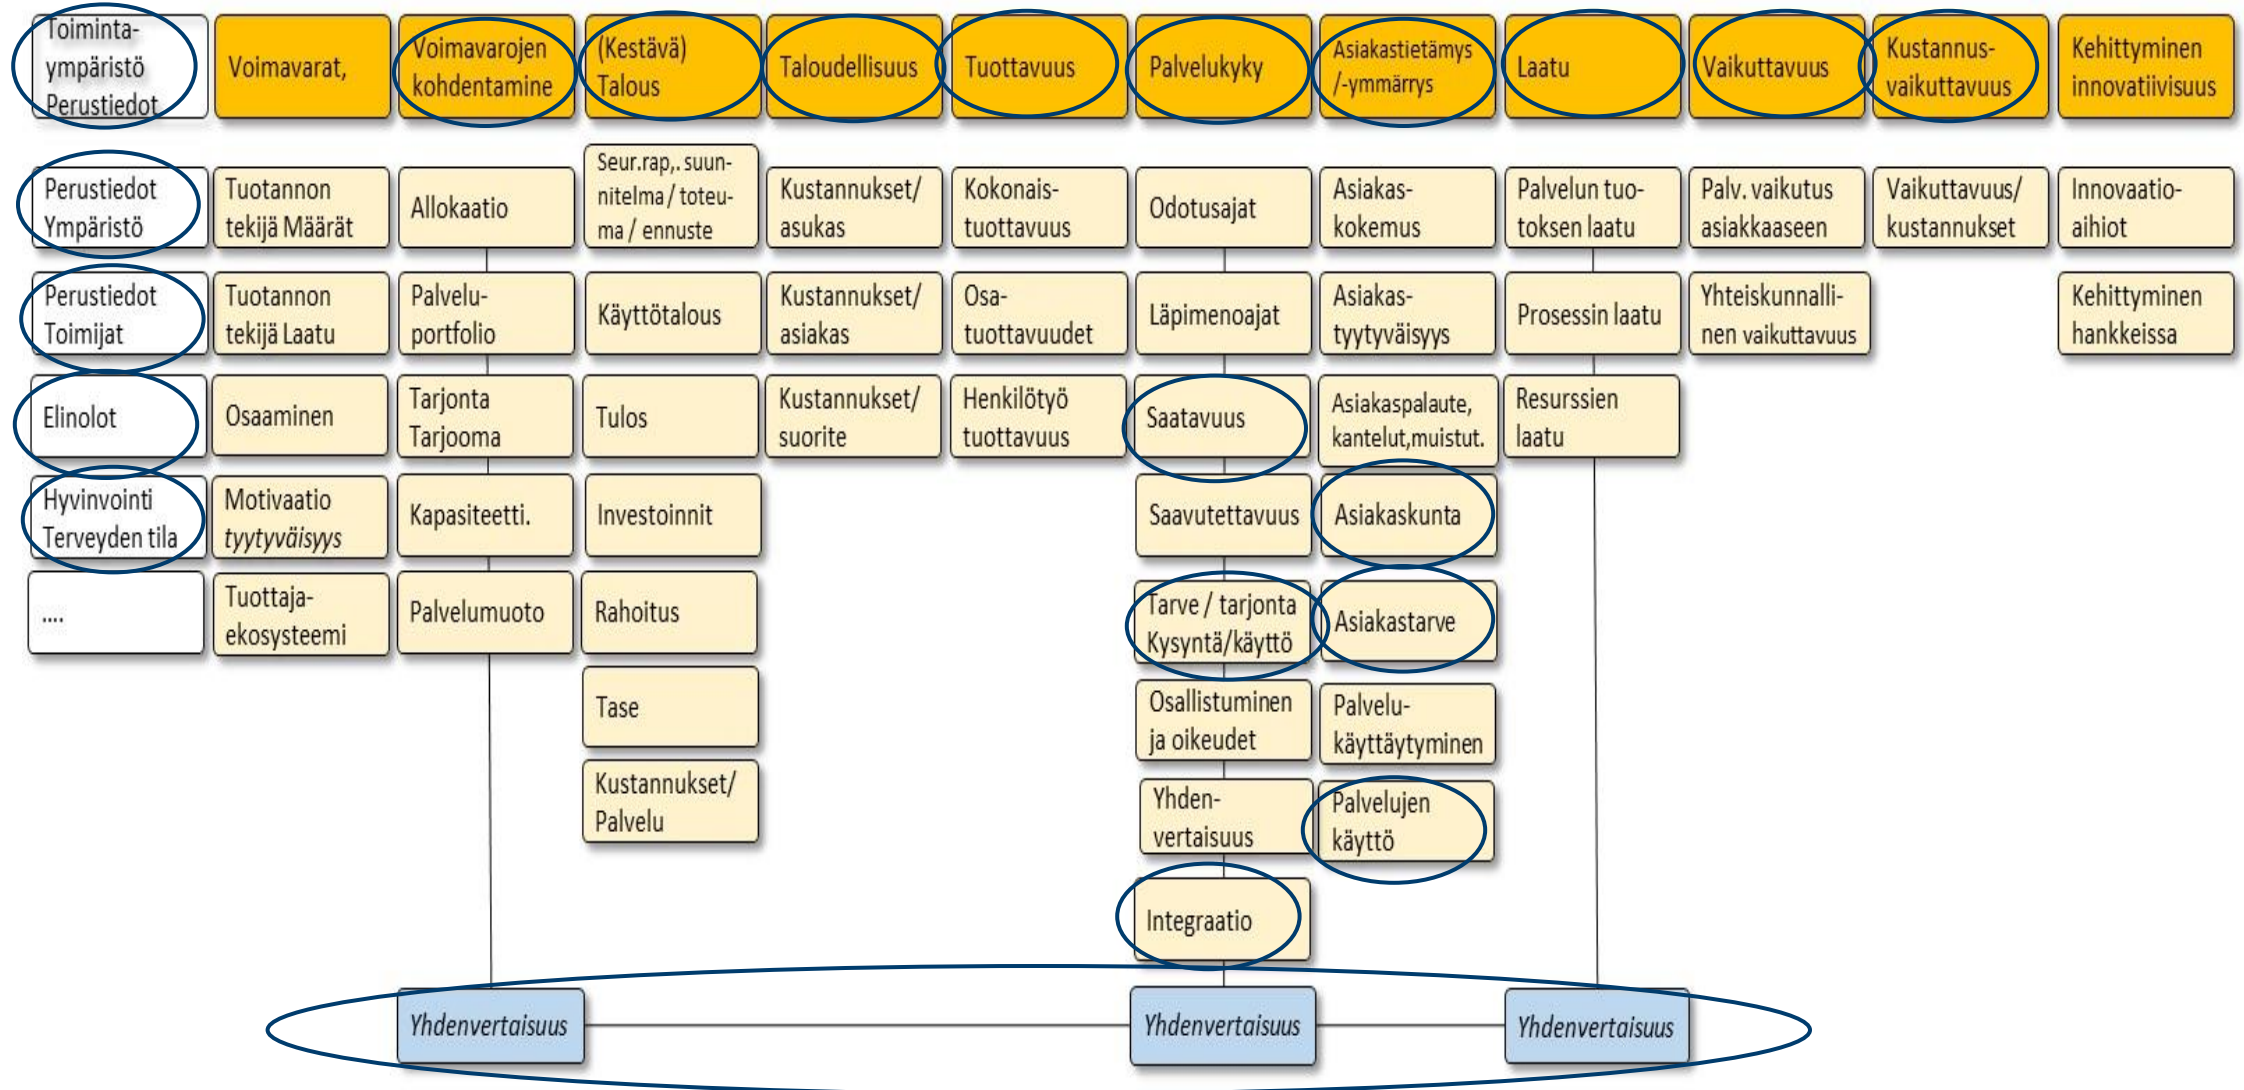 Toiminta-
ympäristö
Perustiedot
Voimavarat,
Voimavarojen
kohdentamine
(Kestävä)
Talous
Taloudellisuus
Tuottavuus
Palvelukyky
Asiakastietämys
/-ymmärrys
Laatu
Vaikuttavuus
Kustannus-
vaikuttavuus
Kehittyminen
innovatiivisuus
Perustiedot
Ympäristö
Tuotannon
tekijä Määrät
Allokaatio
Seur.rap,. suun-
nitelma / toteu-
ma / ennuste
Kustannukset/
asukas
Kokonais-
tuottavuus
Odotusajat
Asiakas-
kokemus
Palvelun tuo-
toksen laatu
Palv. vaikutus
asiakkaaseen
Vaikuttavuus/
kustannukset
Innovaatio-
aihiot
Perustiedot
Toimijat
Tuotannon
tekijä Laatu
Palvelu-
portfolio
Käyttötalous
Kustannukset/
asiakas
Osa-
tuottavuudet
Läpimenoajat
Asiakas-
tyytyväisyys
Prosessin laatu
Yhteiskunnalli-
nen vaikuttavuus
Kehittyminen
hankkeissa
Elinolot
Osaaminen
Tarjonta
Tarjooma
Tulos
Kustannukset/
suorite
Henkilötyö
tuottavuus
Saatavuus
Asiakaspalaute,
kantelut,muistut.
Resurssien
laatu
Hyvinvointi
Terveyden tila
Motivaatio
tyytyväisyys
Kapasiteetti.
Investoinnit
Saavutettavuus
Asiakaskunta
....
Tuottaja-
ekosysteemi
Palvelumuoto
Rahoitus
Tarve / tarjonta
Kysyntä/käyttö
Asiakastarve
Tase
Osallistuminen
ja oikeudet
Palvelu-
käyttäytyminen
Kustannukset/
Palvelu
Yhden-
vertaisuus
Palvelujen
käyttö
Integraatio
Yhdenvertaisuus
Yhdenvertaisuus
Yhdenvertaisuus